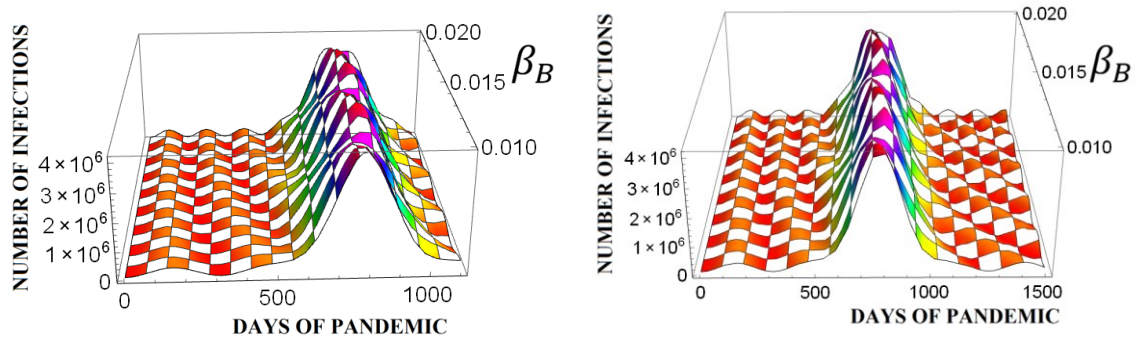 NUMBER OF INFECTIONS
4 × 10⁶
3 × 10⁶
2 × 10⁶
1 × 10⁶
0
0
500
1000
DAYS OF PANDEMIC
0.020
0.015
0.010
β_B
NUMBER OF INFECTIONS
4 × 10⁶
3 × 10⁶
2 × 10⁶
1 × 10⁶
0
0
500
1000
1500
DAYS OF PANDEMIC
0.020
0.015
0.010
β_B